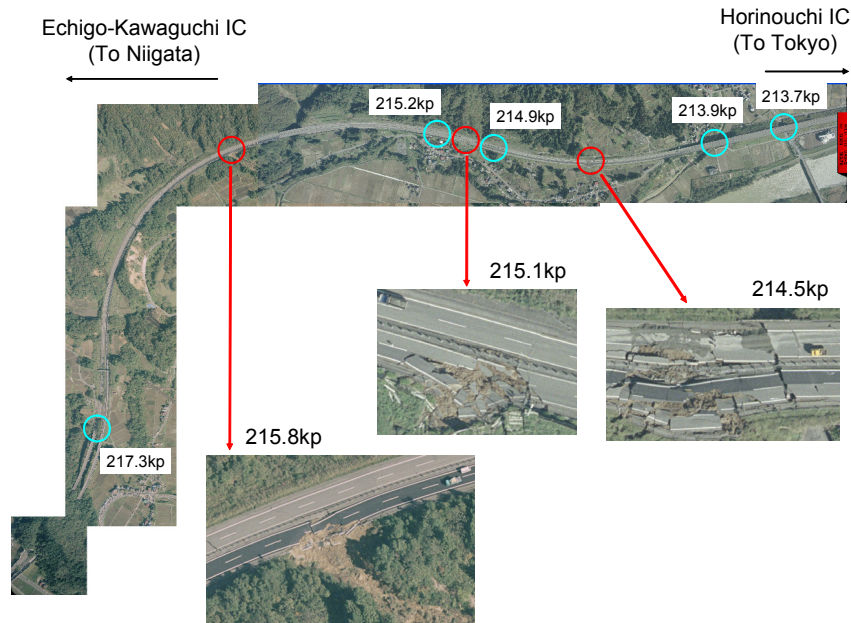 Echigo-Kawaguchi IC
(To Niigata)
Horinouchi IC
(To Tokyo)
215.2kp
214.9kp
213.9kp
213.7kp
215.1kp
214.5kp
217.3kp
215.8kp